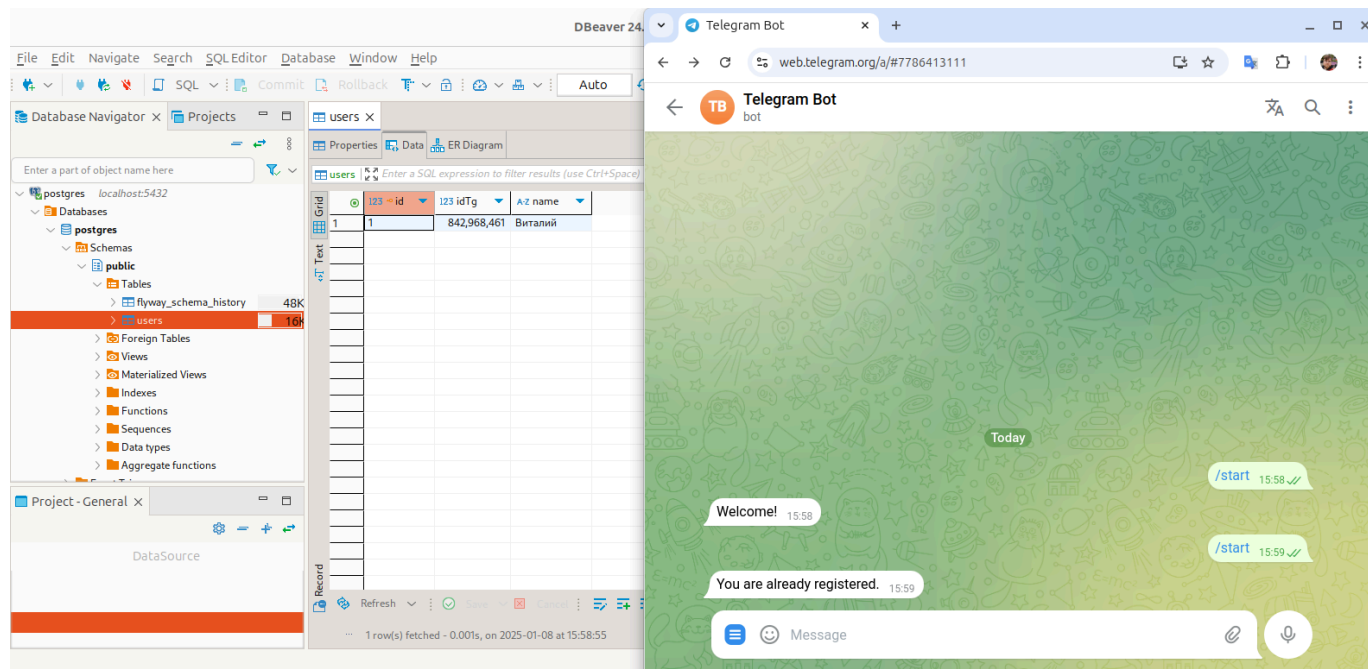 DBeaver 24.
File Edit Navigate Search SQL Editor Database Window Help
SQL Commit Rollback Auto
Database Navigator Projects
Enter a part of object name here
postgres localhost:5432
Databases
postgres
Schemas
public
Tables
flyway_schema_history 48K
users 16K
Foreign Tables
Views
Materialized Views
Indexes
Functions
Sequences
Data types
Aggregate functions
Project - General
DataSource
users
Properties Data ER Diagram
users Enter a SQL expression to filter results (use Ctrl+Space)
Grid
Text
Record
123 id 123 idTg A-Z name
1 1 842,968,461 Виталий
Refresh Save Cancel
1 row(s) fetched - 0.001s, on 2025-01-08 at 15:58:55
Telegram Bot
web.telegram.org/a/#7786413111
TB
Telegram Bot
bot
Today
/start 15:58
Welcome! 15:58
/start 15:59
You are already registered. 15:59
Message